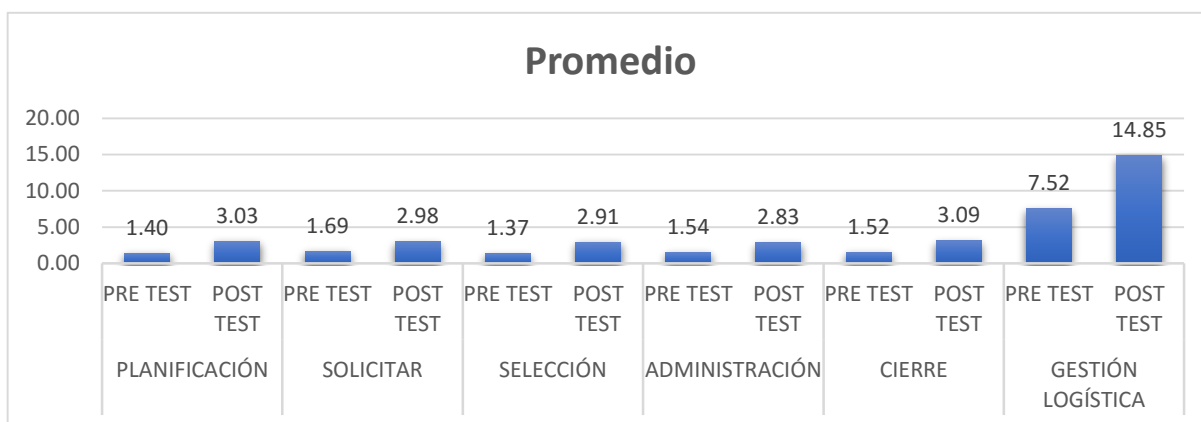 Promedio
20.00
15.00
10.00
5.00
0.00
1.40
3.03
1.69
2.98
1.37
2.91
1.54
2.83
1.52
3.09
7.52
14.85
PRE TEST
POST
TEST
PRE TEST
POST
TEST
PRE TEST
POST
TEST
PRE TEST
POST
TEST
PRE TEST
POST
TEST
PRE TEST
POST
TEST
PLANIFICACIÓN
SOLICITAR
SELECCIÓN
ADMINISTRACIÓN
CIERRE
GESTIÓN
LOGÍSTICA